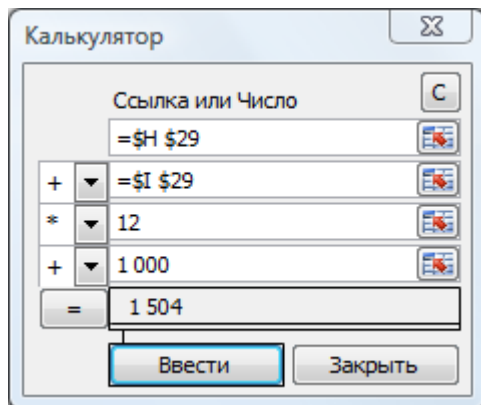 Калькулятор
Ссылка или Число C
=$H $29
+ =$I $29
* 12
+ 1 000
= 1 504
Ввести Закрыть